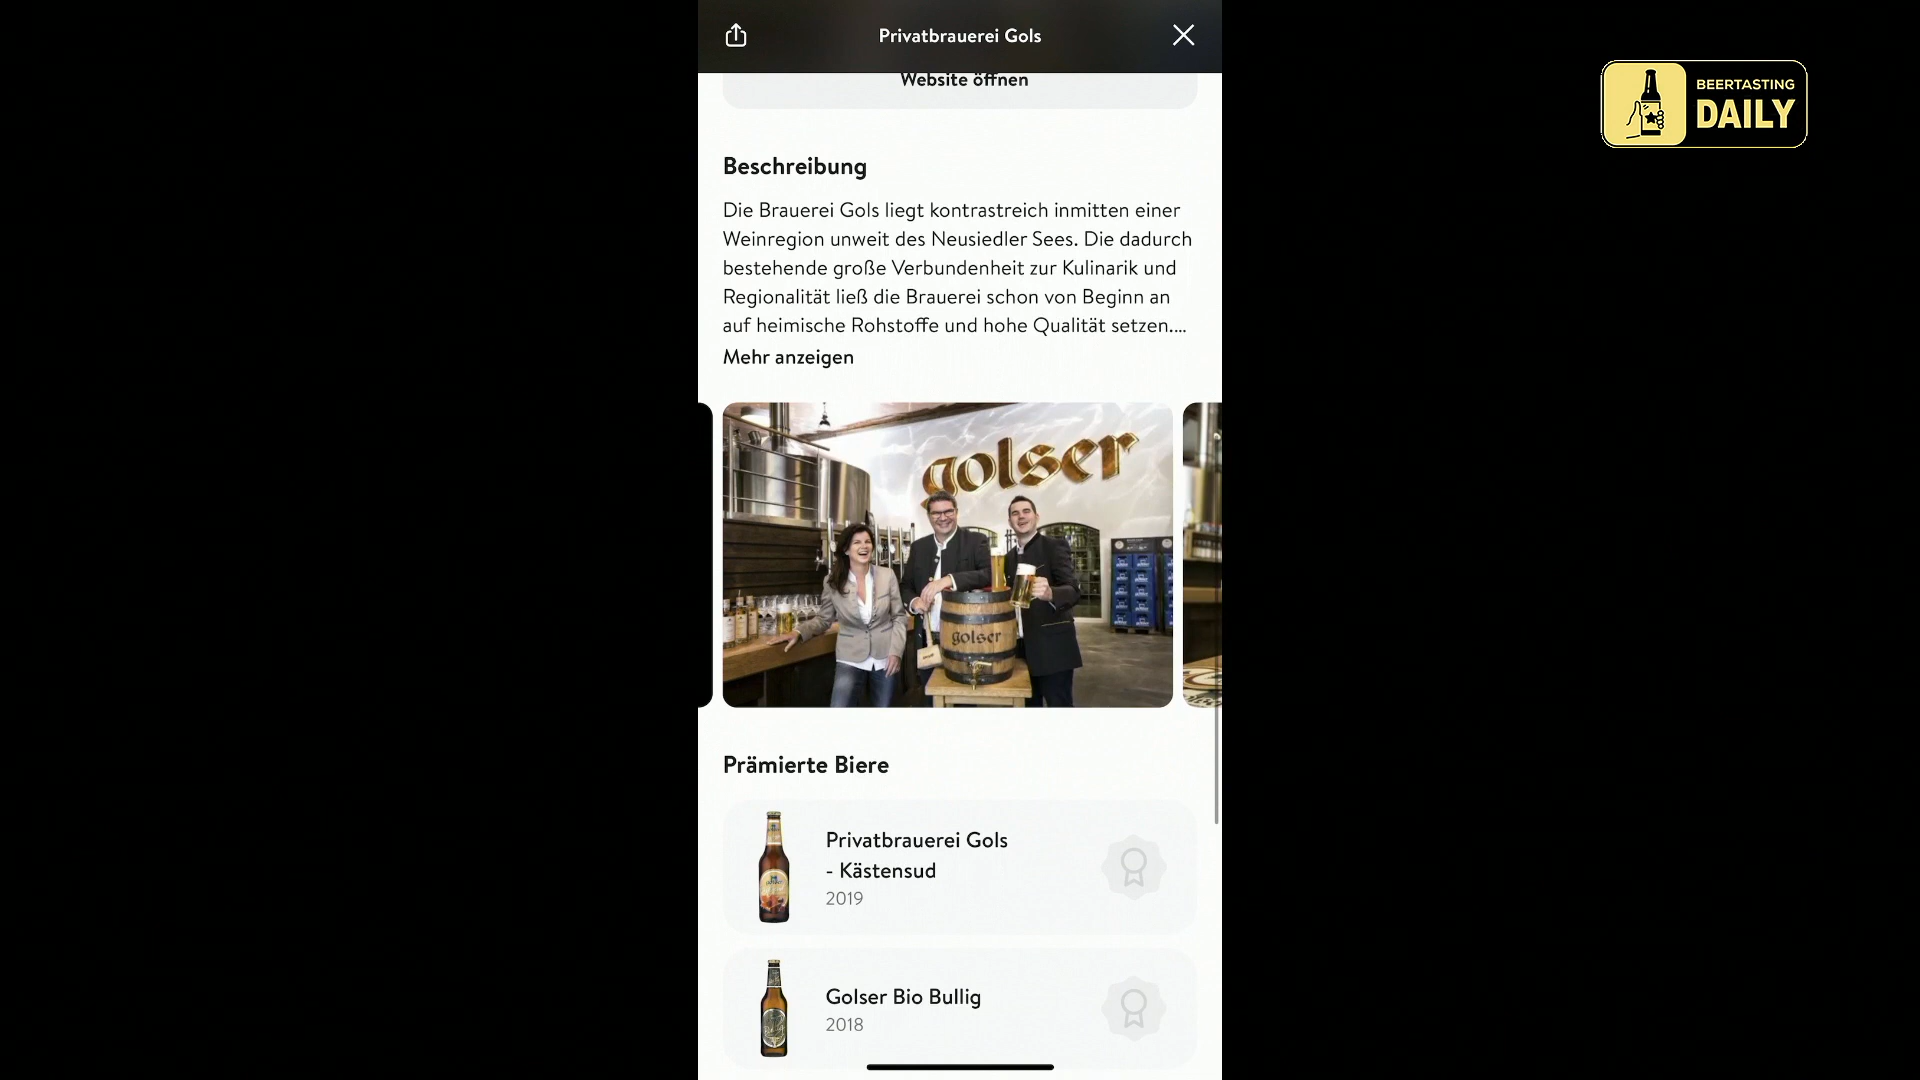 Privatbrauerei Gols
BEERTASTING
DAILY
Website öffnen
Beschreibung
Die Brauerei Gols liegt kontrastreich inmitten einer
Weinregion unweit des Neusiedler Sees. Die dadurch
bestehende große Verbundenheit zur Kulinarik und
Regionalität ließ die Brauerei schon von Beginn an
auf heimische Rohstoffe und hohe Qualität setzen....
Mehr anzeigen
golser
golser
Prämierte Biere
Privatbrauerei Gols
- Kästensud
2019
Golser Bio Bullig
2018